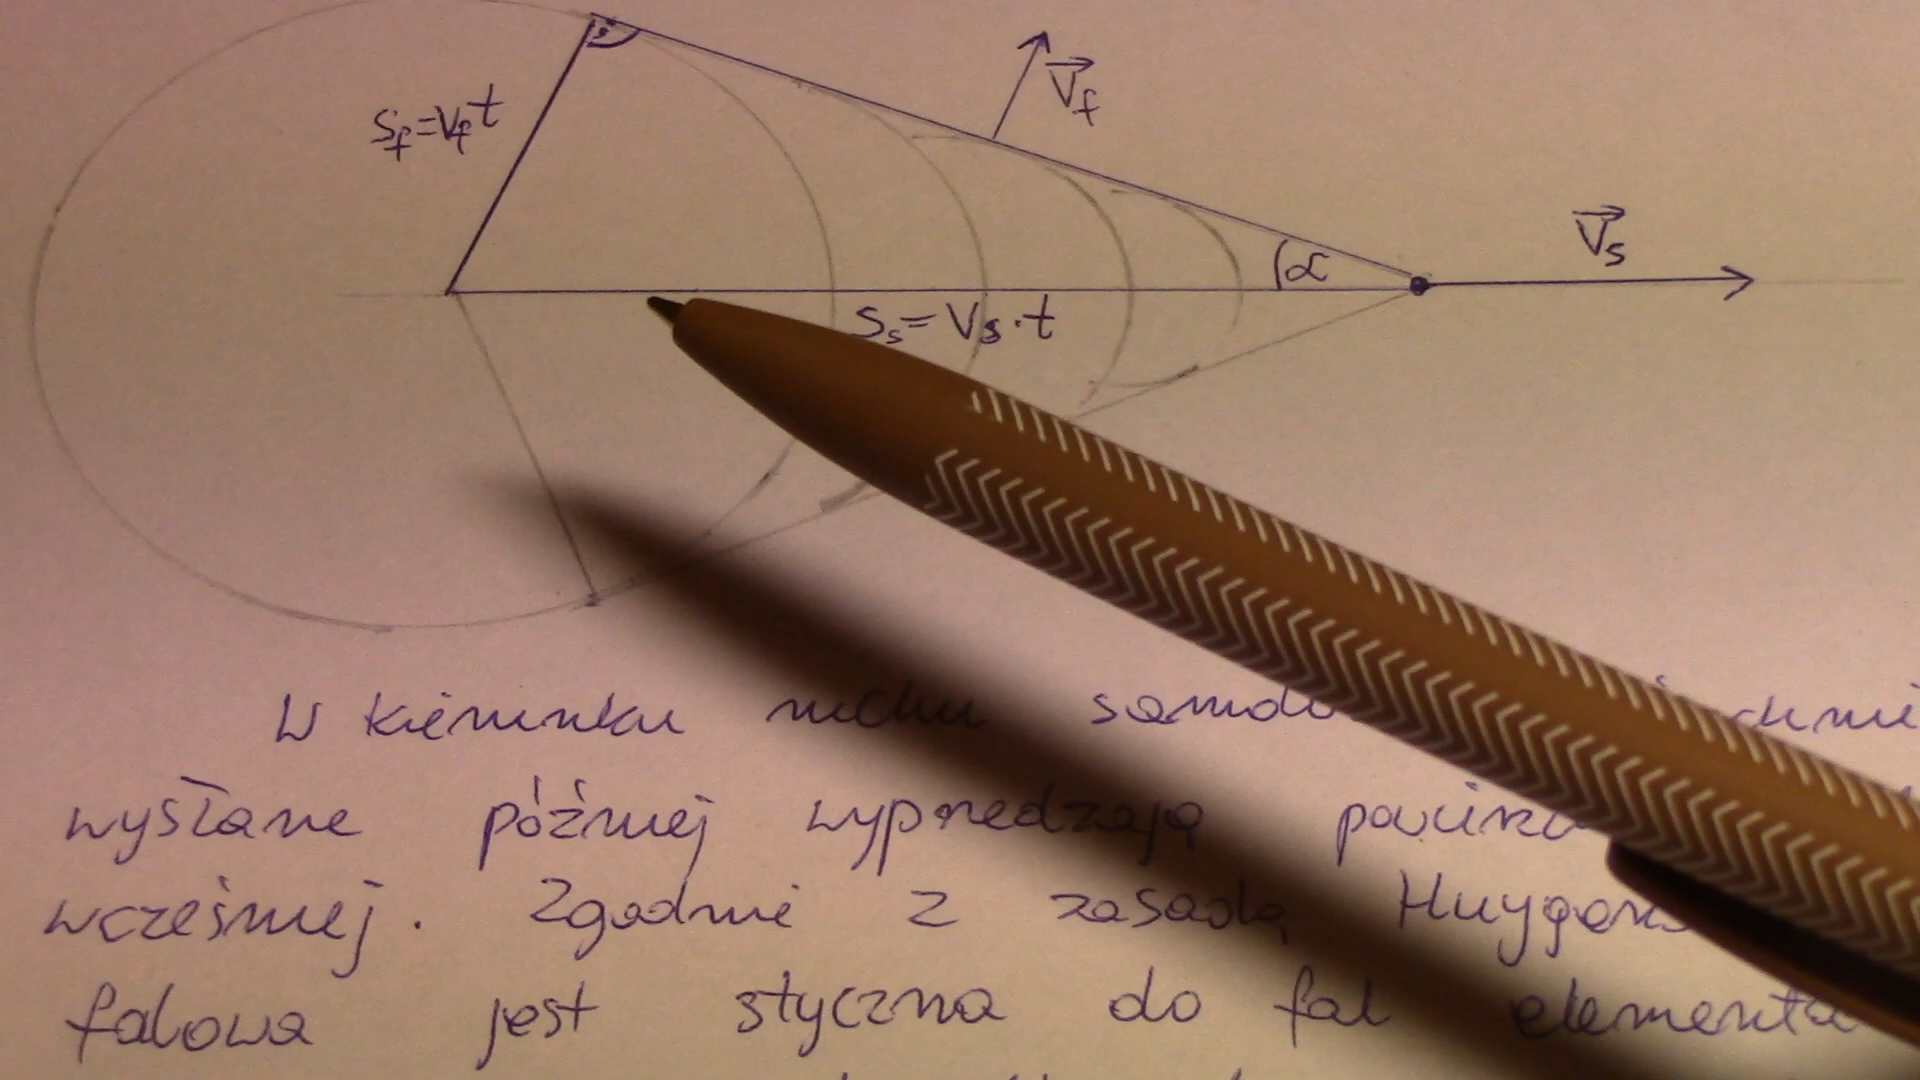 S_f=V_f t
V_f
V_s
α
S_s=V_s·t
W kierunku ruchu
wysłane później wyprzedzają
wcześniej. Zgodnie z zasadą
falowa jest styczna do fal